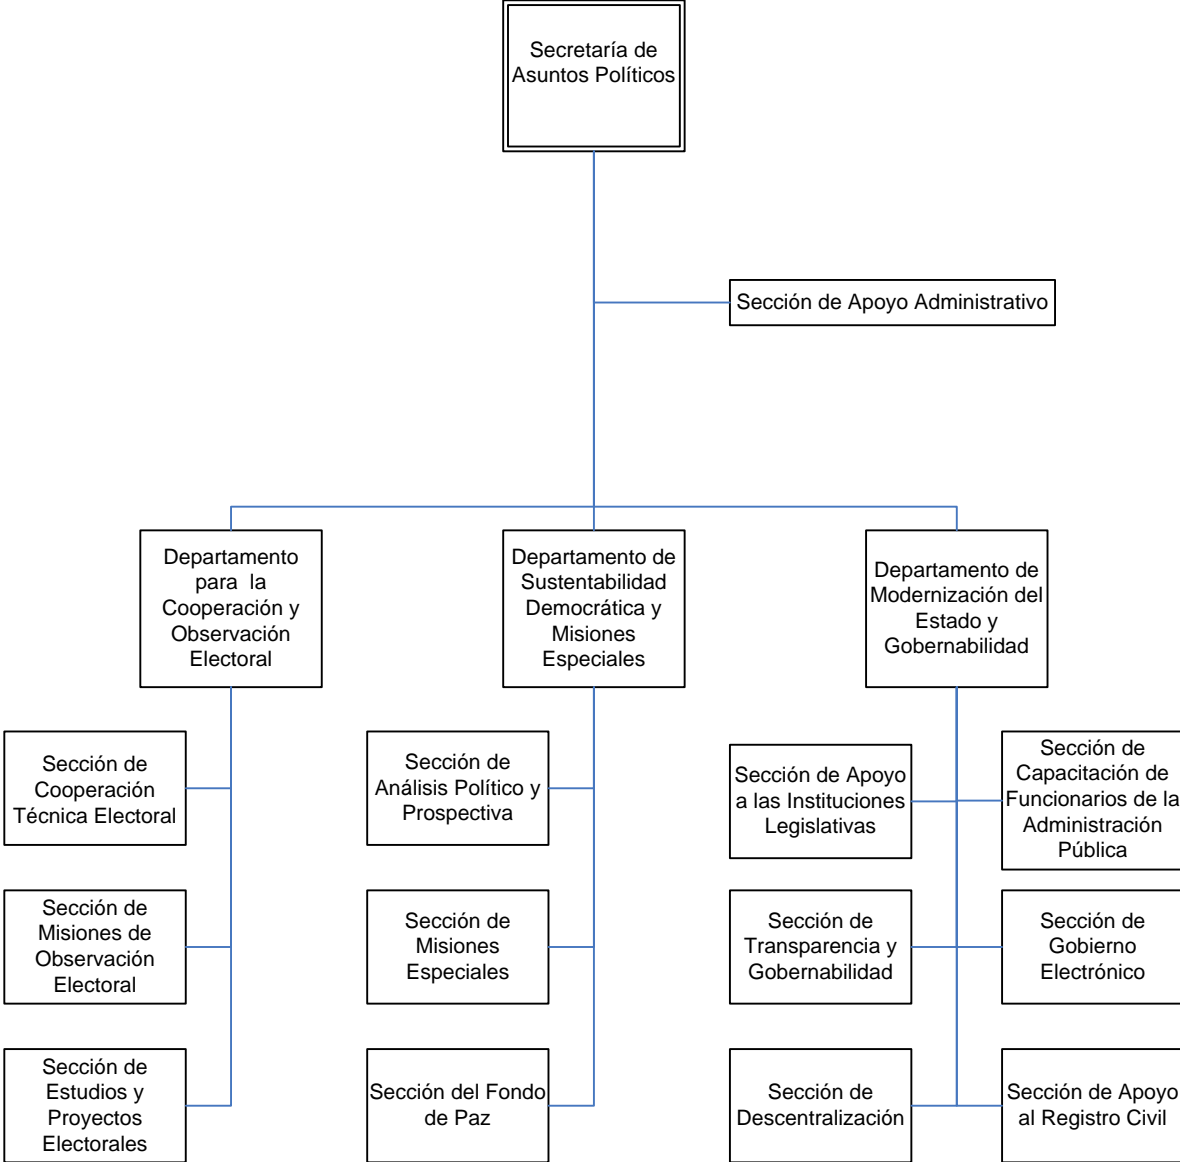 Secretaría de
Asuntos Políticos
Sección de Apoyo Administrativo
Departamento
para la
Cooperación y
Observación
Electoral
Departamento de
Sustentabilidad
Democrática y
Misiones
Especiales
Departamento de
Modernización del
Estado y
Gobernabilidad
Sección de
Cooperación
Técnica Electoral
Sección de
Análisis Político y
Prospectiva
Sección de Apoyo
a las Instituciones
Legislativas
Sección de
Capacitación de
Funcionarios de la
Administración
Pública
Sección de
Misiones de
Observación
Electoral
Sección de
Misiones
Especiales
Sección de
Transparencia y
Gobernabilidad
Sección de
Gobierno
Electrónico
Sección de
Estudios y
Proyectos
Electorales
Sección del Fondo
de Paz
Sección de
Descentralización
Sección de Apoyo
al Registro Civil